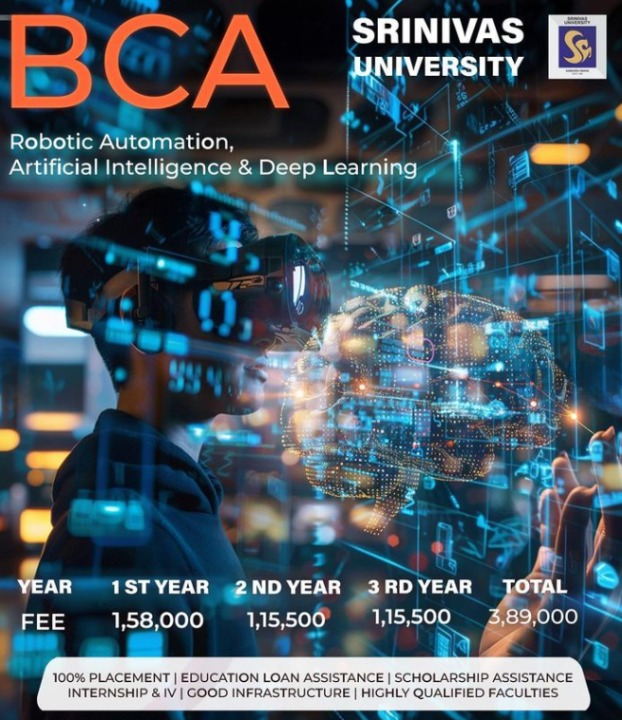 BCA
SRINIVAS
UNIVERSITY
SRINIVAS
UNIVERSITY
Robotic Automation,
Artificial Intelligence & Deep Learning
YEAR 1 ST YEAR 2 ND YEAR 3 RD YEAR TOTAL
FEE 1,58,000 1,15,500 1,15,500 3,89,000
100% PLACEMENT | EDUCATION LOAN ASSISTANCE | SCHOLARSHIP ASSISTANCE
INTERNSHIP & IV | GOOD INFRASTRUCTURE | HIGHLY QUALIFIED FACULTIES